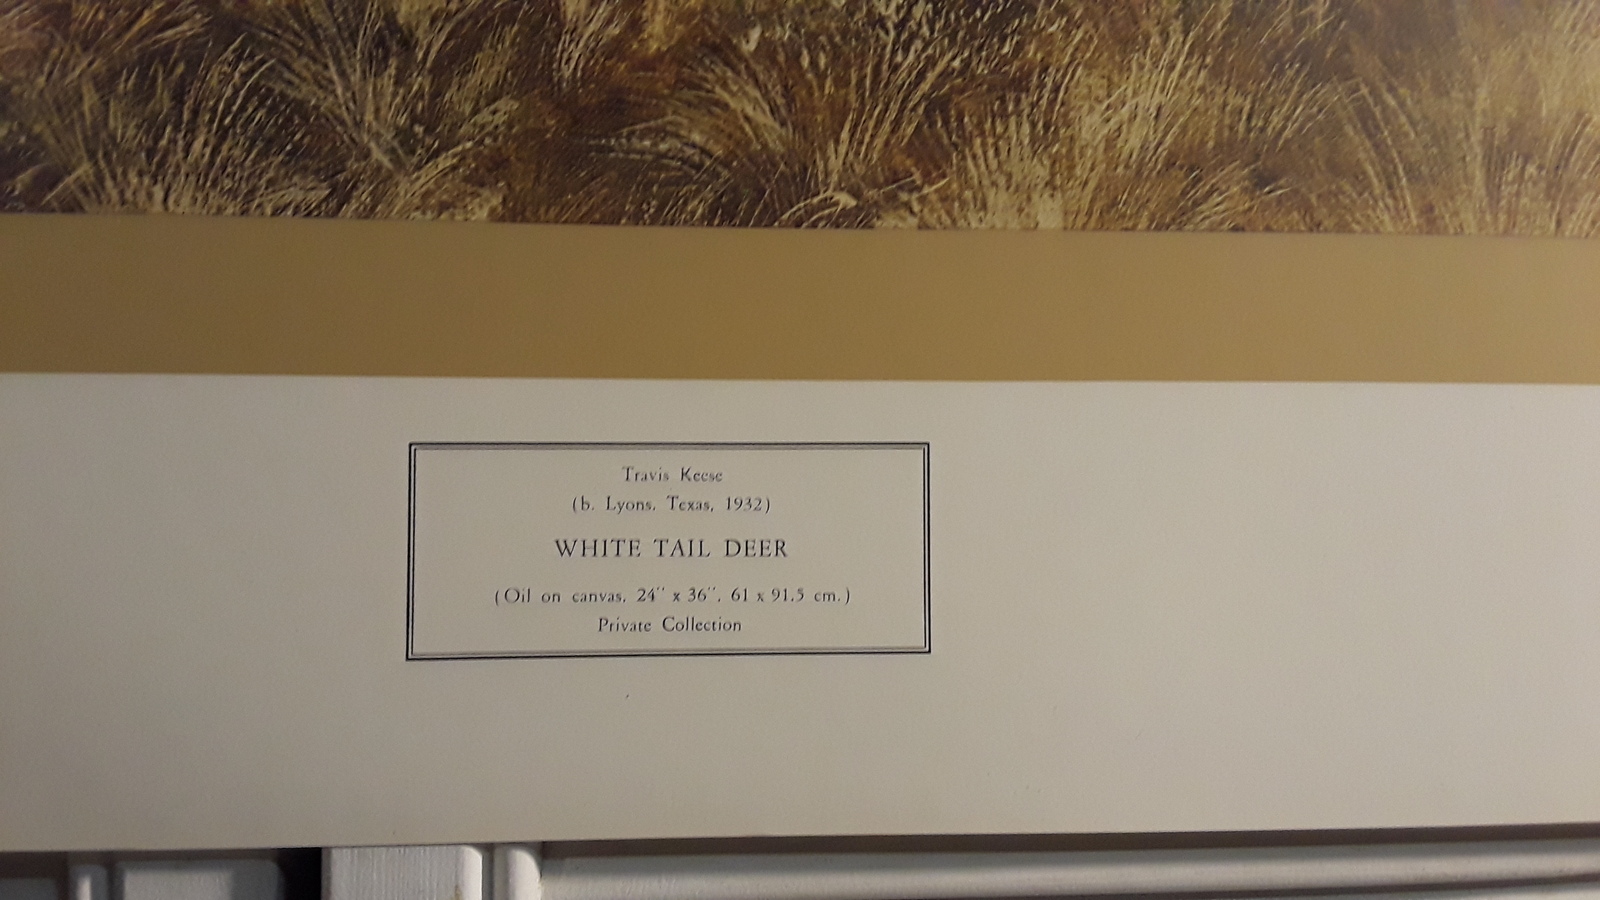 Travis Keese
(b. Lyons, Texas, 1932)
WHITE TAIL DEER
(Oil on canvas, 24" x 36", 61 x 91.5 cm.)
Private Collection